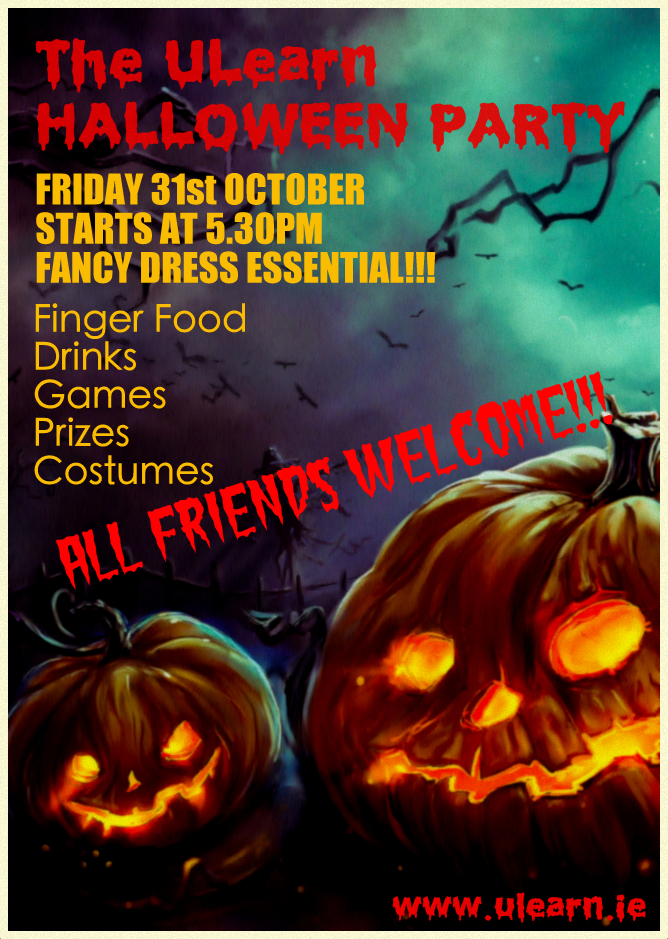 The ULearn
HALLOWEEN PARTY
FRIDAY 31st OCTOBER
STARTS AT 5.30PM
FANCY DRESS ESSENTIAL!!!
Finger Food
Drinks
Games
Prizes
Costumes
ALL FRIENDS WELCOME!!!
www.ulearn.ie